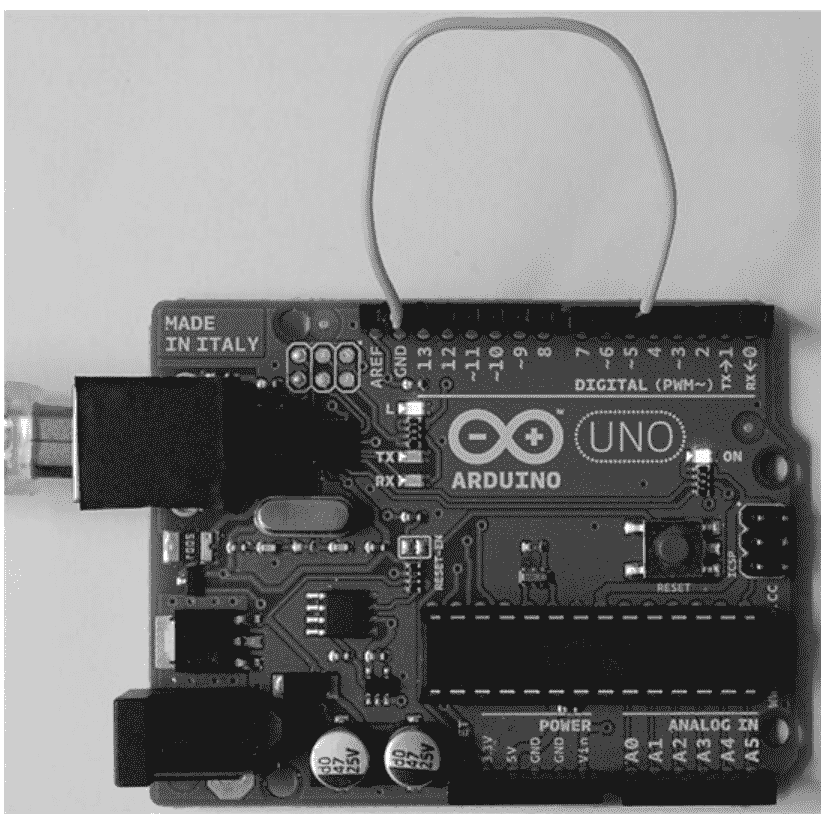 MADE
IN ITALY
AREF
GND
13
12
~11
~10
~9
8
7
~6
~5
4
~3
2
TX→1
RX←0
DIGITAL (PWM~)
L
TX
RX
ARDUINO
UNO
ON
RESET-EN
RESET
ICSP
POWER
ANALOG IN
5V
GND
GND
Vin
A0
A1
A2
A3
A4
A5
47
25V
47
25V